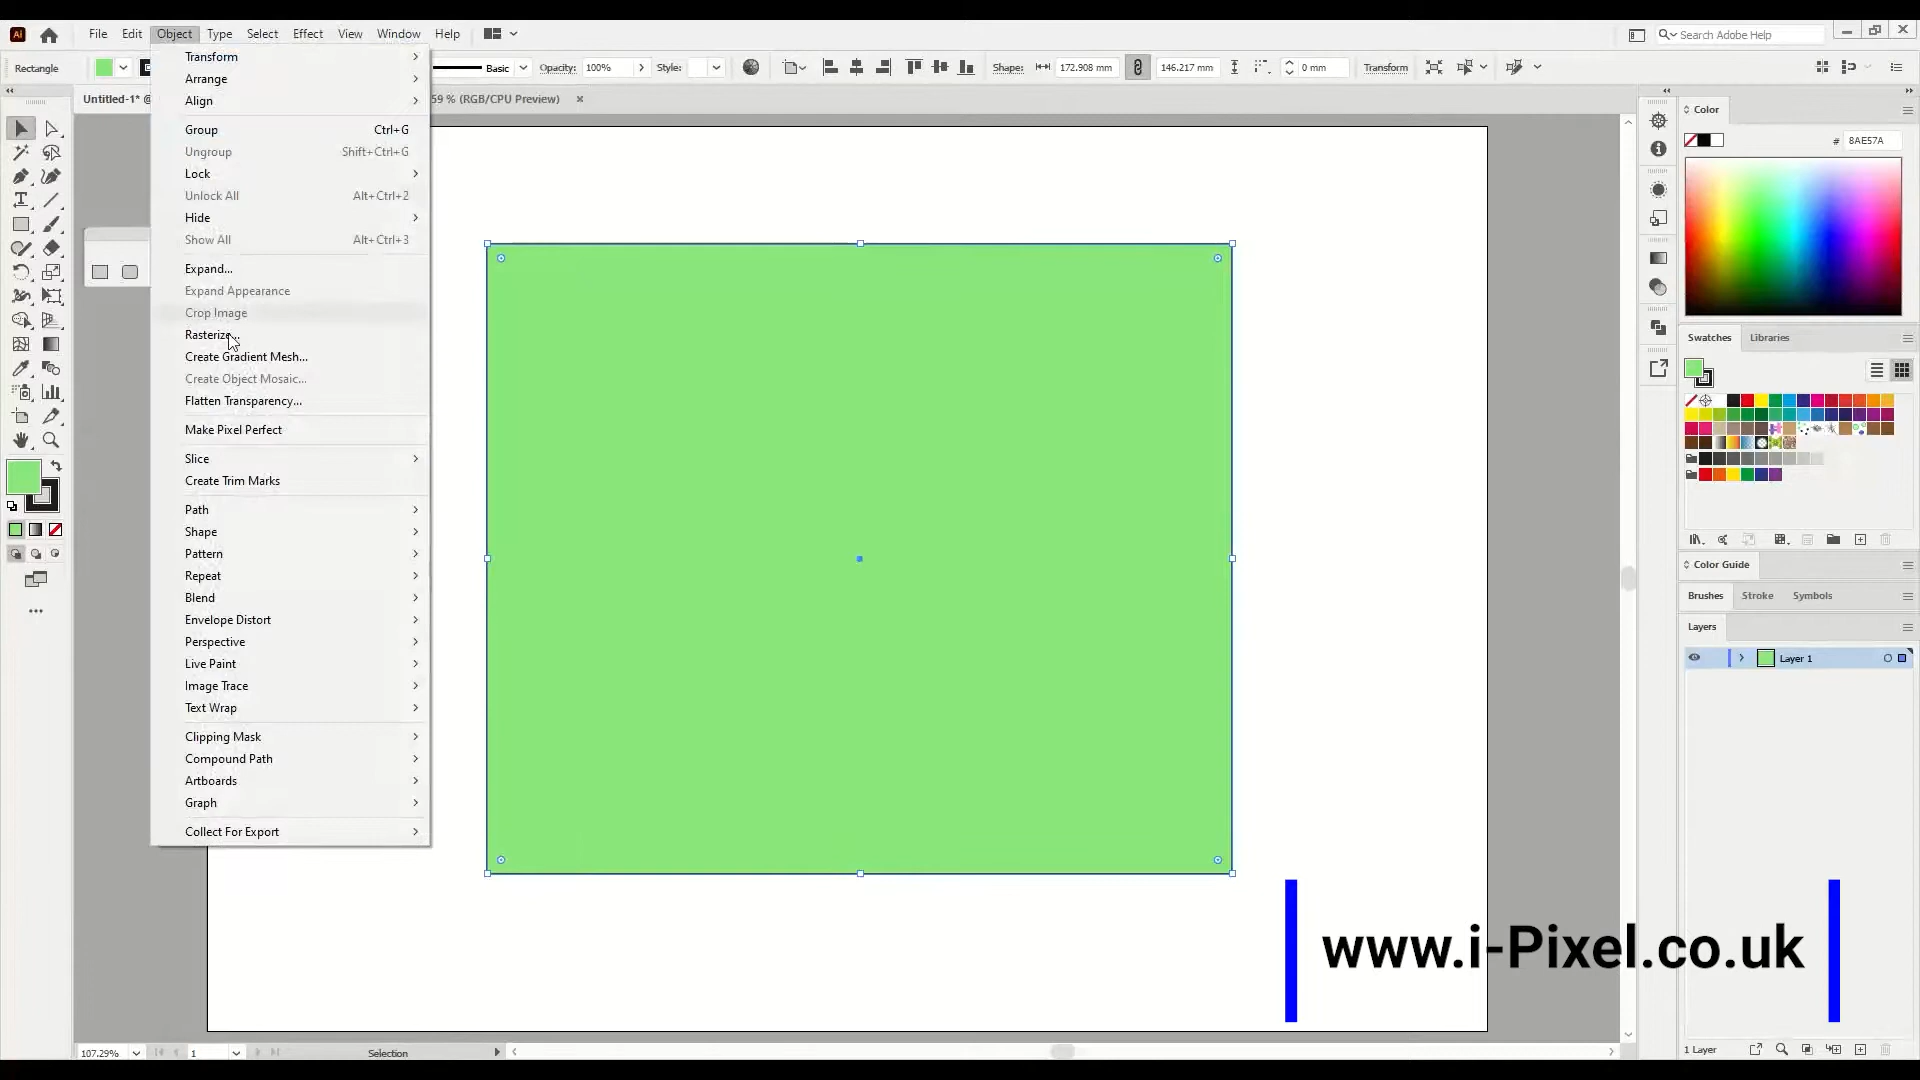 Ai File Edit Object Type Select Effect View Window Help Search Adobe Help
Rectangle Basic Opacity: 100% Style: Shape: 172.908 mm 146.217 mm 0 mm Transform
Untitled-1* @ 59 % (RGB/CPU Preview)
Transform
Arrange
Align
Group Ctrl+G
Ungroup Shift+Ctrl+G
Lock
Unlock All Alt+Ctrl+2
Hide
Show All Alt+Ctrl+3
Expand...
Expand Appearance
Crop Image
Rasterize...
Create Gradient Mesh...
Create Object Mosaic...
Flatten Transparency...
Make Pixel Perfect
Slice
Create Trim Marks
Path
Shape
Pattern
Repeat
Blend
Envelope Distort
Perspective
Live Paint
Image Trace
Text Wrap
Clipping Mask
Compound Path
Artboards
Graph
Collect For Export
Color
# 8AE57A
Swatches Libraries
Color Guide
Brushes Stroke Symbols
Layers
Layer 1
www.i-Pixel.co.uk
107.29% 1 Selection
1 Layer